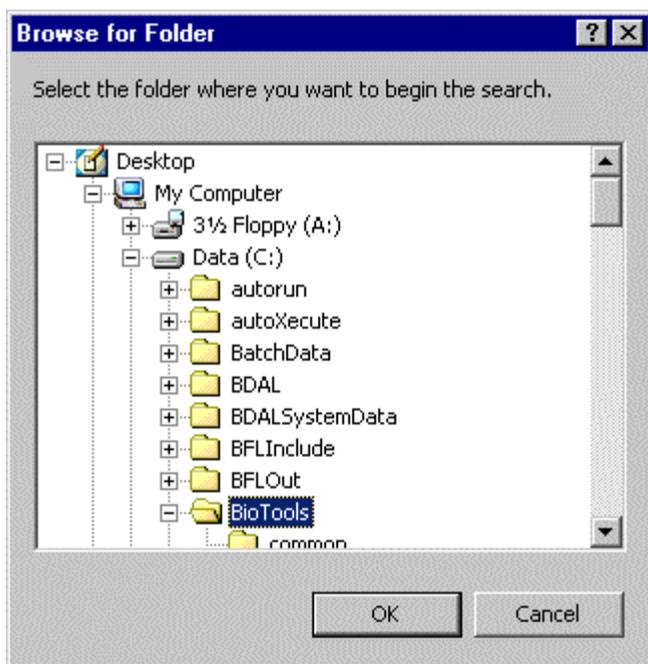 Browse for Folder
Select the folder where you want to begin the search.
Desktop
My Computer
3½ Floppy (A:)
Data (C:)
autorun
autoXecute
BatchData
BDAL
BDALSystemData
BFLInclude
BFLOut
BioTools
common
OK Cancel